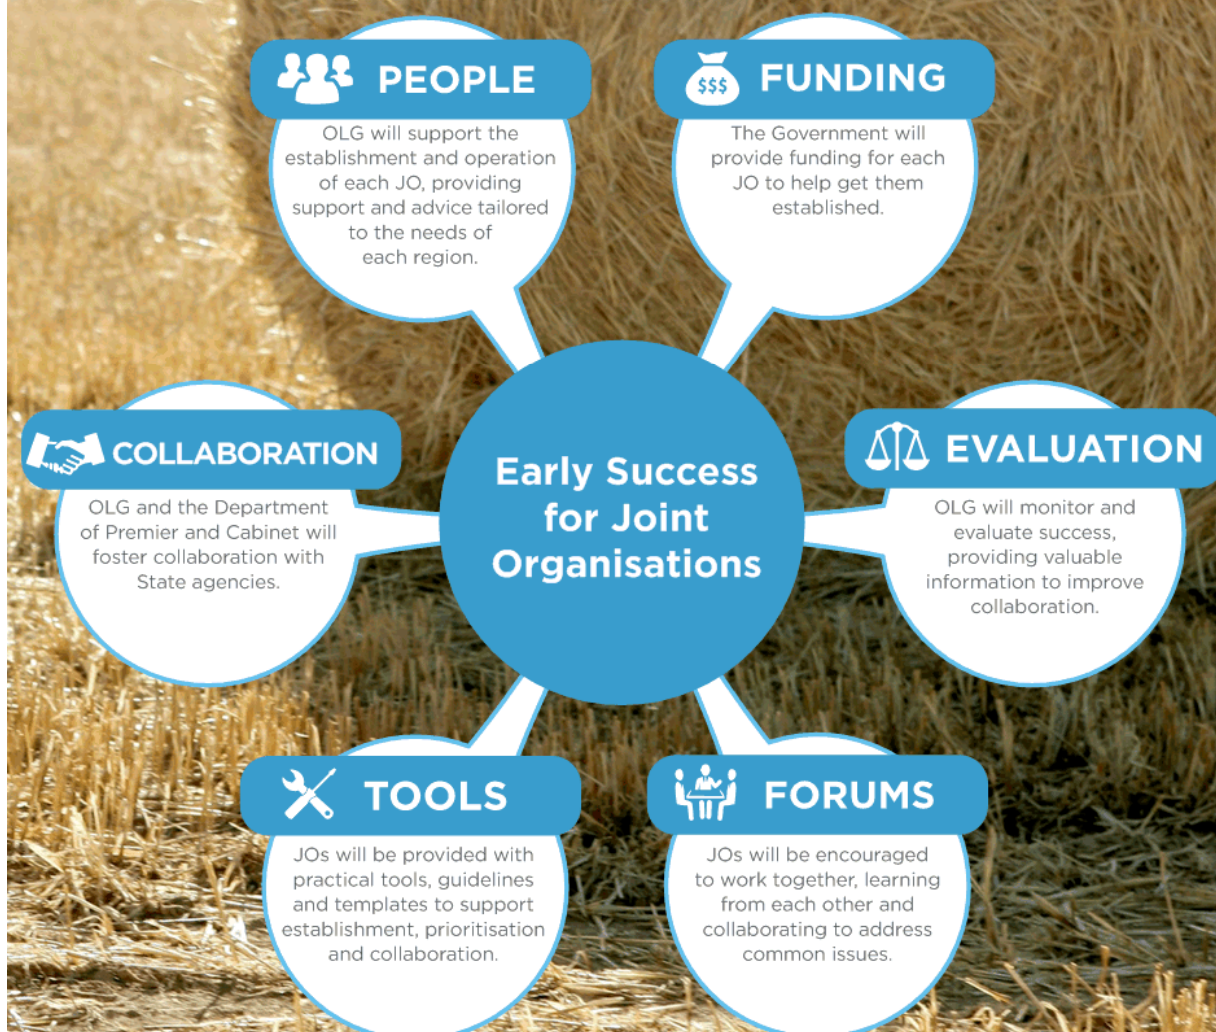 PEOPLE
OLG will support the
establishment and operation
of each JO, providing
support and advice tailored
to the needs of
each region.
$$$
FUNDING
The Government will
provide funding for each
JO to help get them
established.
COLLABORATION
OLG and the Department
of Premier and Cabinet will
foster collaboration with
State agencies.
Early Success
for Joint
Organisations
EVALUATION
OLG will monitor and
evaluate success,
providing valuable
information to improve
collaboration.
TOOLS
JOs will be provided with
practical tools, guidelines
and templates to support
establishment, prioritisation
and collaboration.
FORUMS
JOs will be encouraged
to work together, learning
from each other and
collaborating to address
common issues.